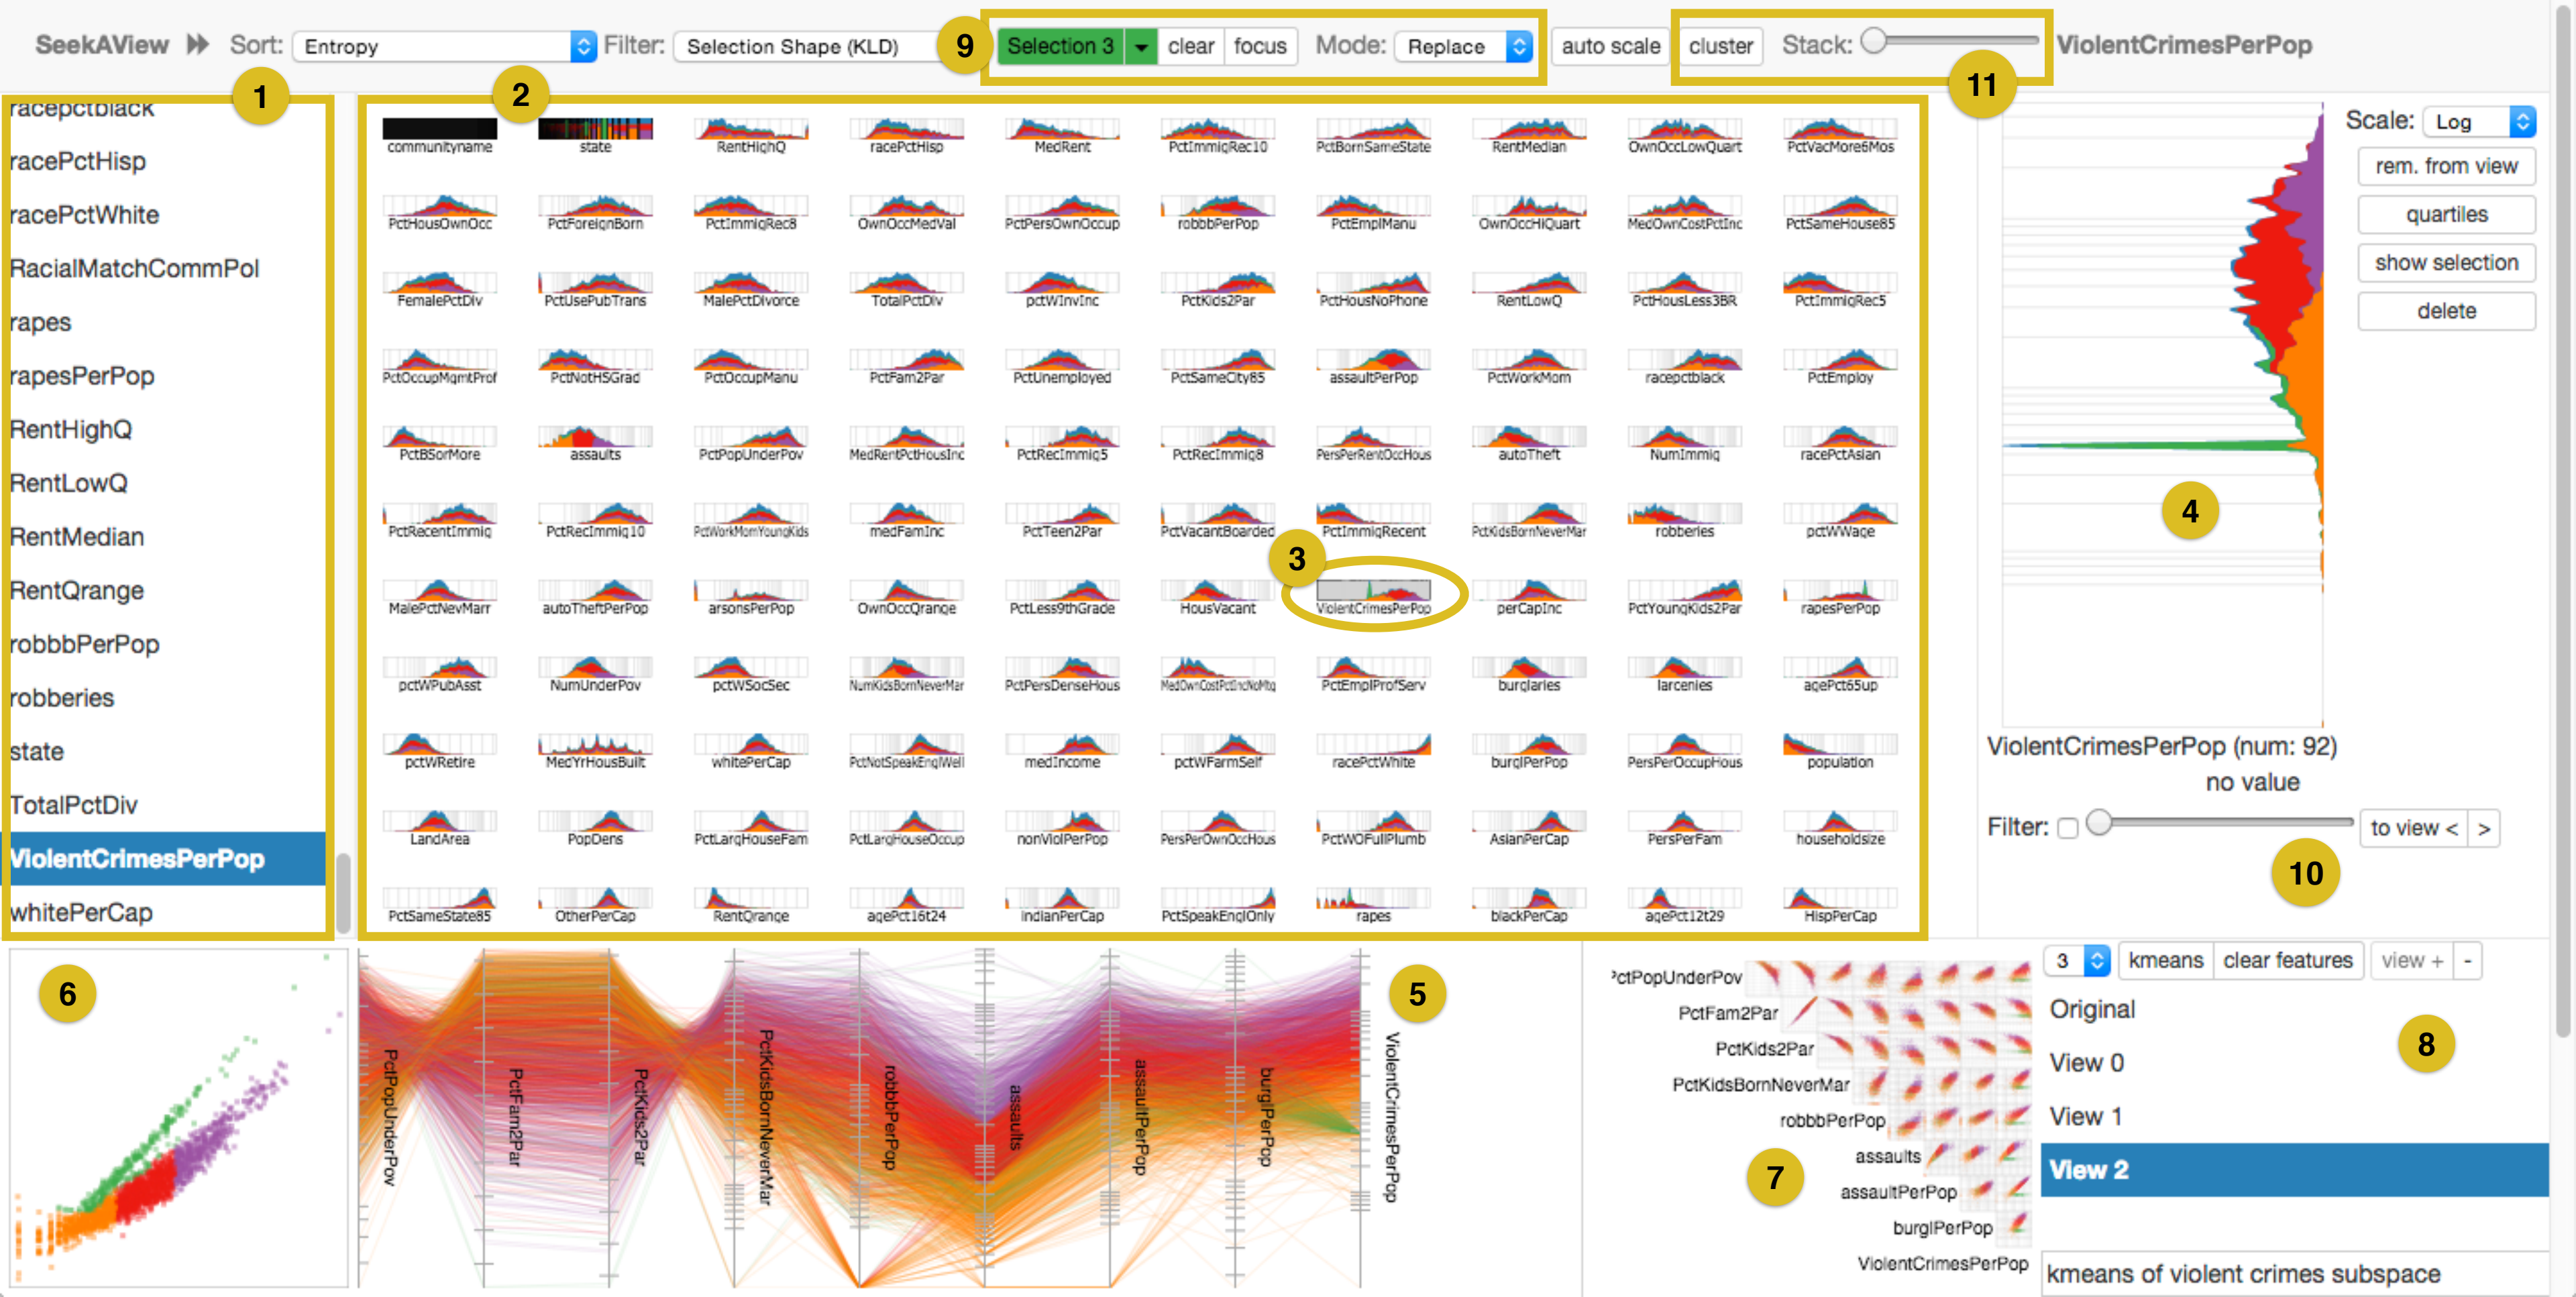 SeekAView Sort: Entropy Filter: Selection Shape (KLD) 9 Selection 3 clear focus Mode: Replace auto scale cluster Stack: ViolentCrimesPerPop
11
1
2
racepctblack
racePctHisp
racePctWhite
RacialMatchCommPol
rapes
rapesPerPop
RentHighQ
RentLowQ
RentMedian
RentQrange
robbbPerPop
robberies
state
TotalPctDiv
ViolentCrimesPerPop
whitePerCap
communityname state RentHighQ racePctHisp MedRent PctImmigRec10 PctBornSameState RentMedian OwnOccLowQuart PctVacMore6Mos
PctHousOwnOcc PctForeignBorn PctImmigRec8 OwnOccMedVal PctPersOwnOccup robbbPerPop PctEmplManu OwnOccHiQuart MedOwnCostPctInc PctSameHouse85
FemalePctDiv PctUsePubTrans MalePctDivorce TotalPctDiv pctWInvInc PctKids2Par PctHousNoPhone RentLowQ PctHousLess3BR PctImmigRec5
PctOccupMgmtProf PctNotHSGrad PctOccupManu PctFam2Par PctUnemployed PctSameCity85 assaultPerPop PctWorkMom racepctblack PctEmploy
PctBSorMore assaults PctPopUnderPov MedRentPctHousInc PctRecImmig5 PctRecImmig8 PersPerRentOccHous autoTheft NumImmig racePctAsian
PctRecentImmig PctRecImmig10 PctWorkMomYoungKids medFamInc PctTeen2Par PctVacantBoarded PctImmigRecent PctKidsBornNeverMar robberies pctWWage
3
MalePctNevMarr autoTheftPerPop arsonsPerPop OwnOccQrange PctLess9thGrade HousVacant ViolentCrimesPerPop perCapInc PctYoungKids2Par rapesPerPop
pctWPubAsst NumUnderPov pctWSocSec NumKidsBornNeverMar PctPersDenseHous MedOwnCostPctIncNoMtg PctEmplProfServ burglaries larcenies agePct65up
pctWRetire MedYrHousBuilt whitePerCap PctNotSpeakEnglWell medIncome pctWFarmSelf racePctWhite burglPerPop PersPerOccupHous population
LandArea PopDens PctLargHouseFam PctLargHouseOccup nonViolPerPop PersPerOwnOccHous PctWOFullPlumb AsianPerCap PersPerFam householdsize
PctSameState85 OtherPerCap RentQrange agePct16t24 indianPerCap PctSpeakEnglOnly rapes blackPerCap agePct12t29 HispPerCap
Scale: Log
rem. from view
quartiles
show selection
delete
4
ViolentCrimesPerPop (num: 92)
no value
Filter: to view < >
10
6
PctPopUnderPov
PctFam2Par
PctKids2Par
PctKidsBornNeverMar
robbbPerPop
assaults
assaultPerPop
burglPerPop
ViolentCrimesPerPop
5
PctPopUnderPov
PctFam2Par
PctKids2Par
PctKidsBornNeverMar
robbbPerPop
assaults
assaultPerPop
burglPerPop
ViolentCrimesPerPop
7
3 kmeans clear features view + -
Original
View 0
View 1
View 2
8
kmeans of violent crimes subspace